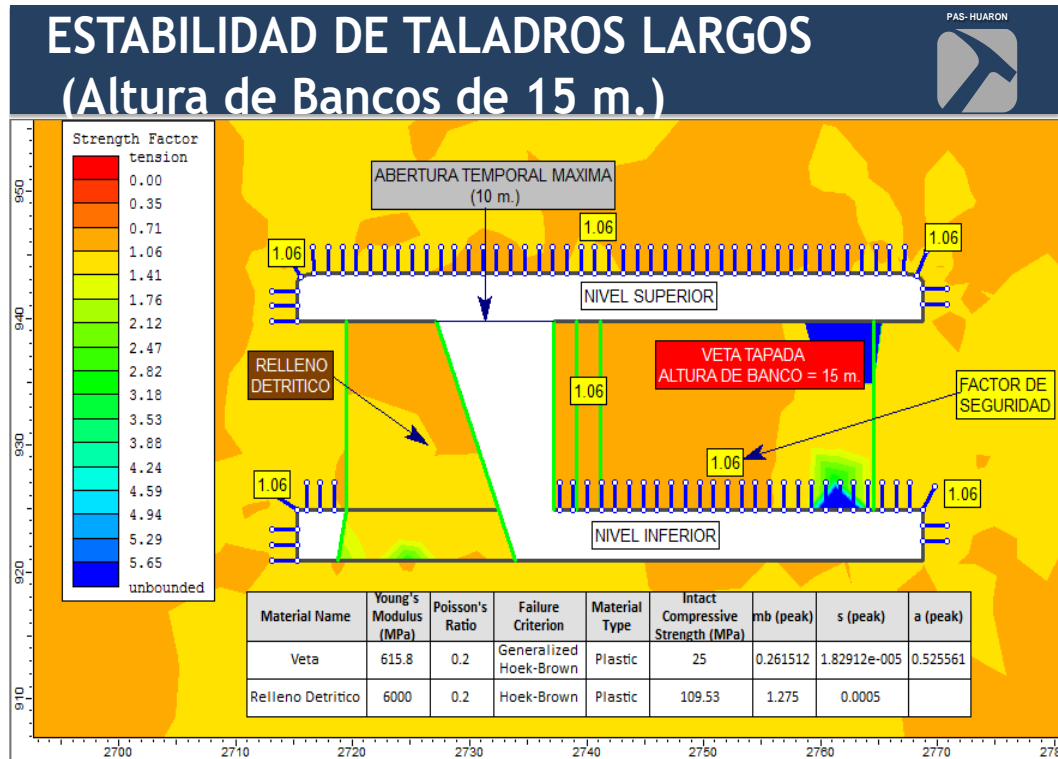 ESTABILIDAD DE TALADROS LARGOS
(Altura de Bancos de 15 m.)
PAS-HUARON
Strength Factor
tension
0.00
0.35
0.71
1.06
1.41
1.76
2.12
2.47
2.82
3.18
3.53
3.88
4.24
4.59
4.94
5.29
5.65
unbounded
ABERTURA TEMPORAL MAXIMA
(10 m.)
1.06
1.06
1.06
NIVEL SUPERIOR
RELLENO
DETRITICO
VETA TAPADA
ALTURA DE BANCO = 15 m.
1.06
FACTOR DE
SEGURIDAD
1.06
1.06
1.06
NIVEL INFERIOR
Material Name Young's Modulus (MPa) Poisson's Ratio Failure Criterion Material Type Intact Compressive Strength (MPa) mb (peak) s (peak) a (peak)
Veta 615.8 0.2 Generalized Hoek-Brown Plastic 25 0.261512 1.82912e-005 0.525561
Relleno Detritico 6000 0.2 Hoek-Brown Plastic 109.53 1.275 0.0005
950
940
930
920
910
2700 2710 2720 2730 2740 2750 2760 2770